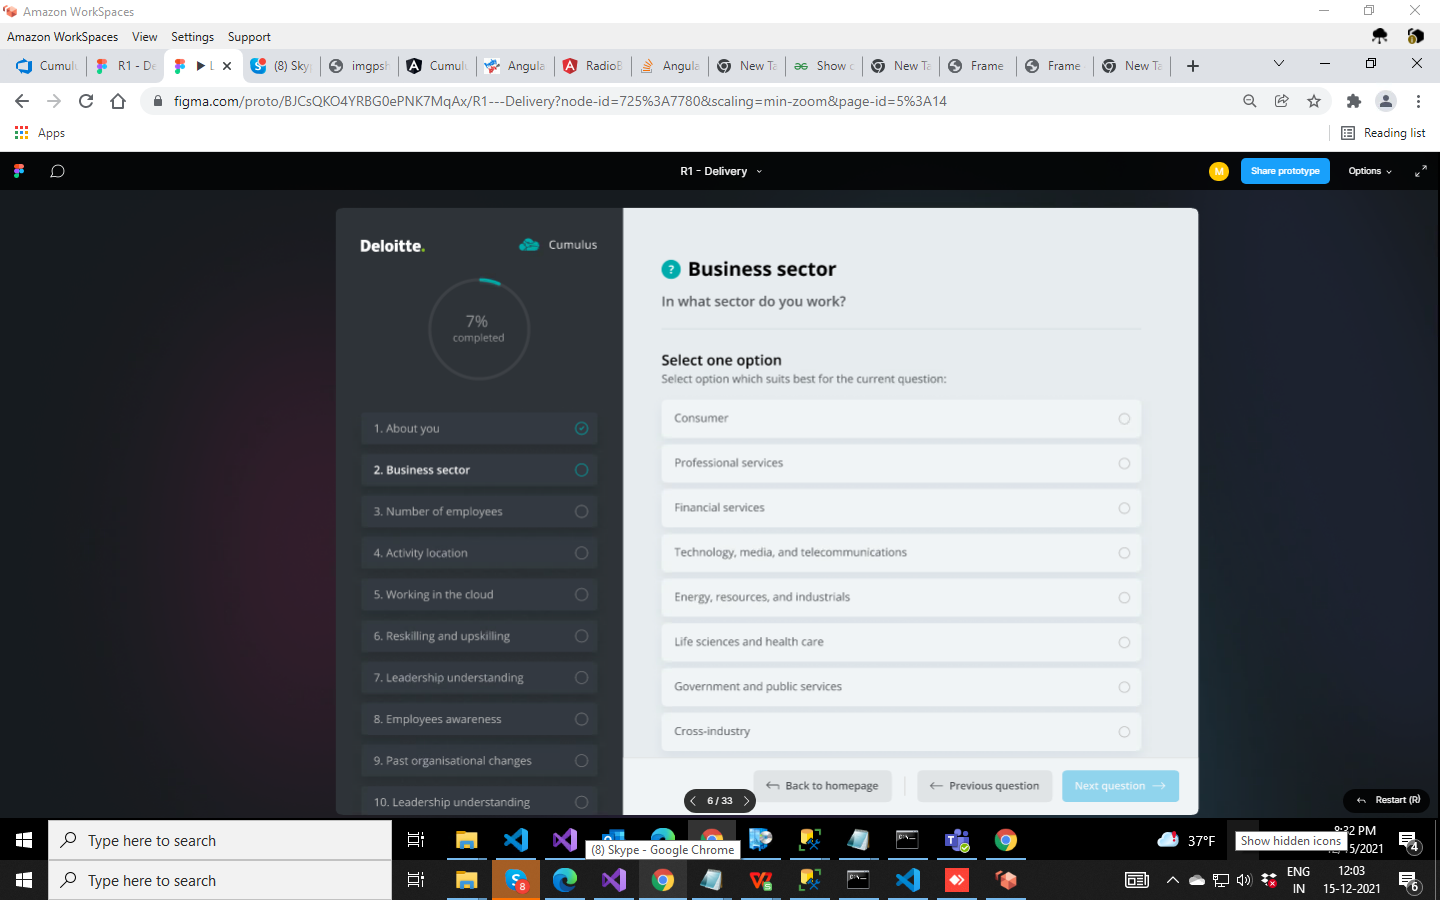 Amazon WorkSpaces
Amazon WorkSpaces View Settings Support
Cumulu R1 - De L (8) Sky imgpsh Cumulu Angula RadioB Angula New Ta Show c New Ta Frame Frame New Ta
figma.com/proto/BJCsQKO4YRBG0ePNK7MqAx/R1---Delivery?node-id=725%3A7780&scaling=min-zoom&page-id=5%3A14
Apps
Reading list
R1 - Delivery
M
Share prototype
Options
Deloitte.
Cumulus
7%
completed
1. About you
2. Business sector
3. Number of employees
4. Activity location
5. Working in the cloud
6. Reskilling and upskilling
7. Leadership understanding
8. Employees awareness
9. Past organisational changes
10. Leadership understanding
? Business sector
In what sector do you work?
Select one option
Select option which suits best for the current question:
Consumer
Professional services
Financial services
Technology, media, and telecommunications
Energy, resources, and industrials
Life sciences and health care
Government and public services
Cross-industry
Back to homepage
Previous question
Next question
6 / 33
Restart (R)
Type here to search
(8) Skype - Google Chrome
37°F
Show hidden icons
PM
/2021
4
Type here to search
8
ENG
IN
12:03
15-12-2021
6